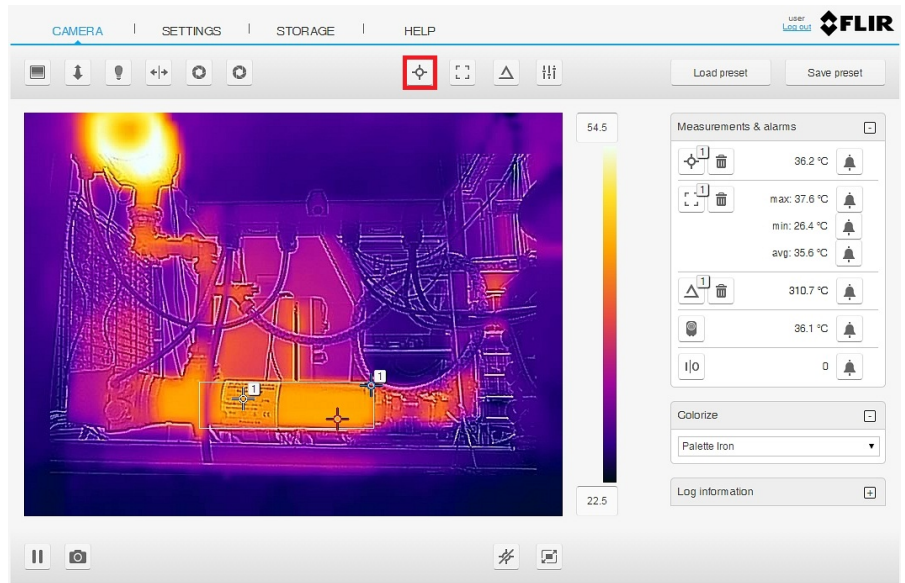 CAMERA SETTINGS STORAGE HELP
user
Log out
FLIR
Load preset Save preset
54.5
22.5
1
1
Measurements & alarms -
1 36.2 °C
1 max: 37.6 °C
min: 26.4 °C
avg: 35.6 °C
1 310.7 °C
36.1 °C
I|O 0
Colorize -
Palette Iron
Log information +